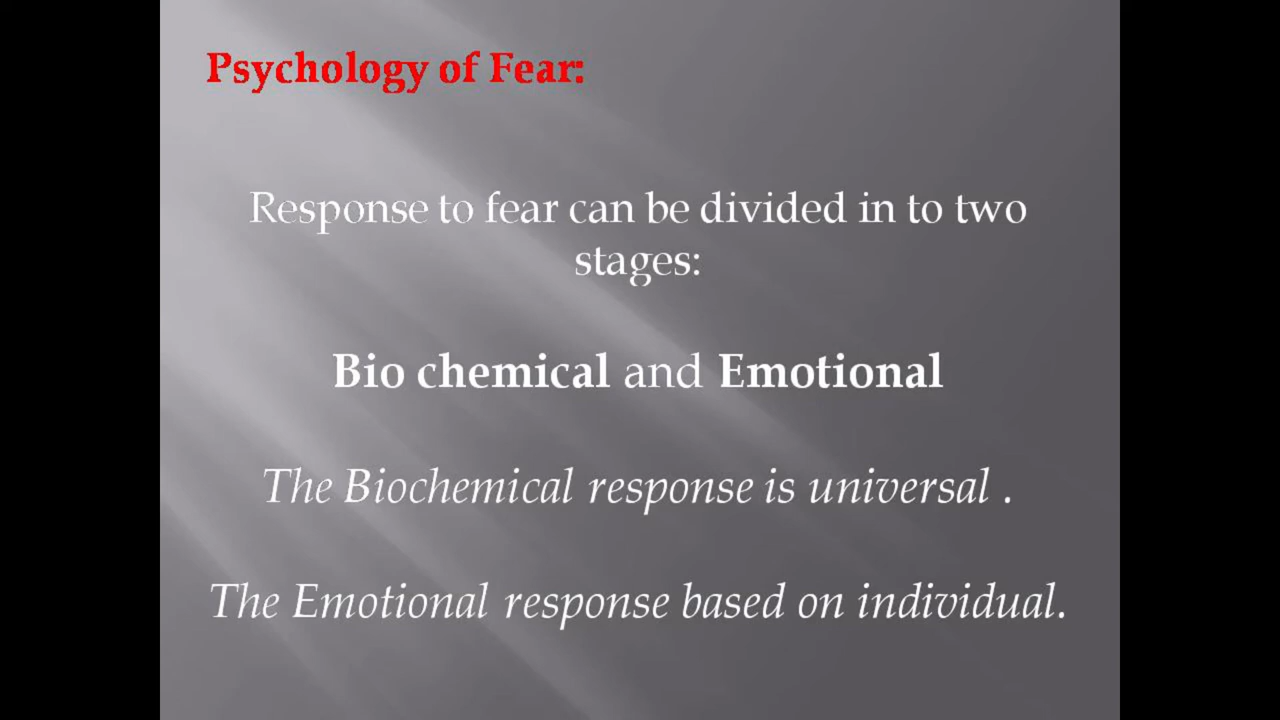 Psychology of Fear:
Response to fear can be divided in to two
stages:
Bio chemical and Emotional
The Biochemical response is universal .
The Emotional response based on individual.